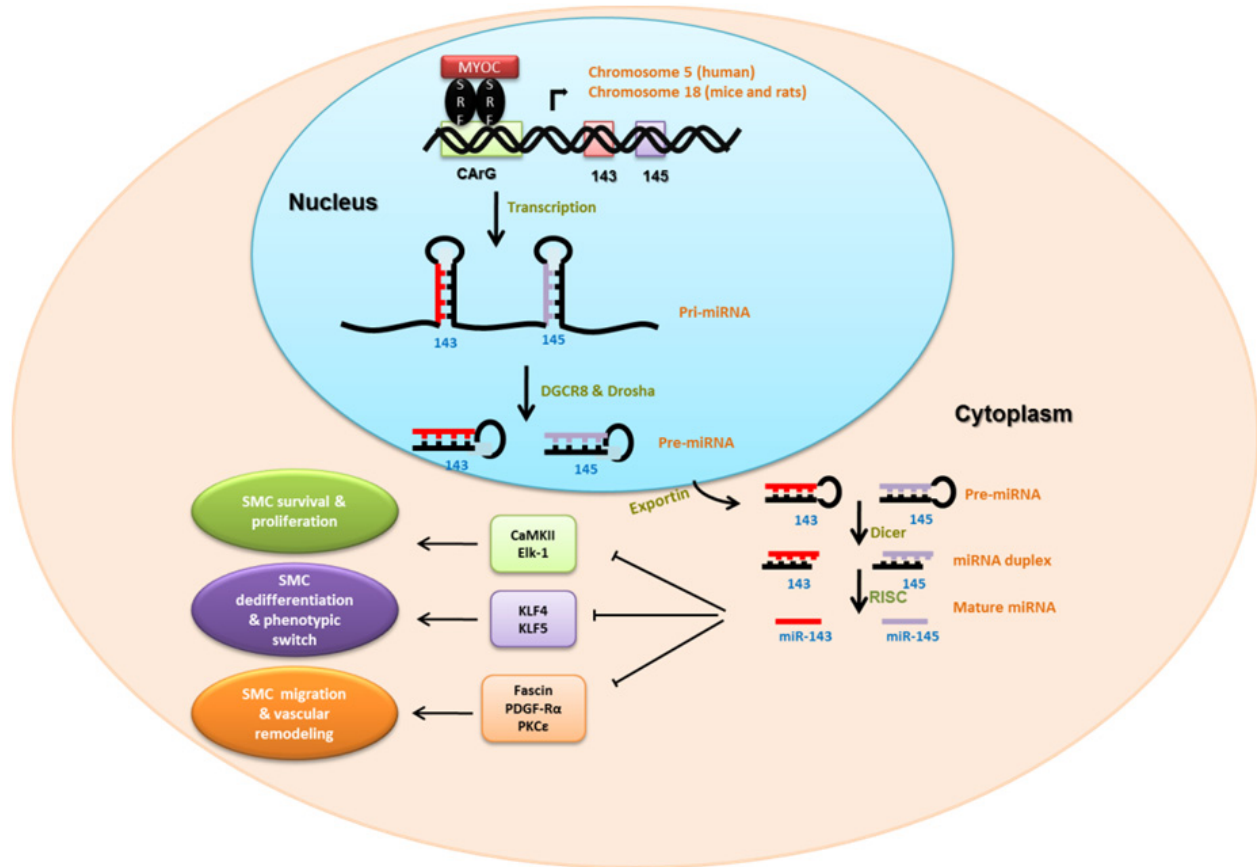 MYOC
S
R
F
S
R
F
Chromosome 5 (human)
Chromosome 18 (mice and rats)
CArG
143
145
Nucleus
Transcription
143
145
Pri-miRNA
DGCR8 & Drosha
143
145
Pre-miRNA
Cytoplasm
Exportin
143
145
Pre-miRNA
Dicer
143
145
miRNA duplex
RISC
Mature miRNA
miR-143
miR-145
SMC survival &
proliferation
CaMKII
Elk-1
SMC
dedifferentiation
& phenotypic
switch
KLF4
KLF5
SMC migration
& vascular
remodeling
Fascin
PDGF-Rα
PKCε